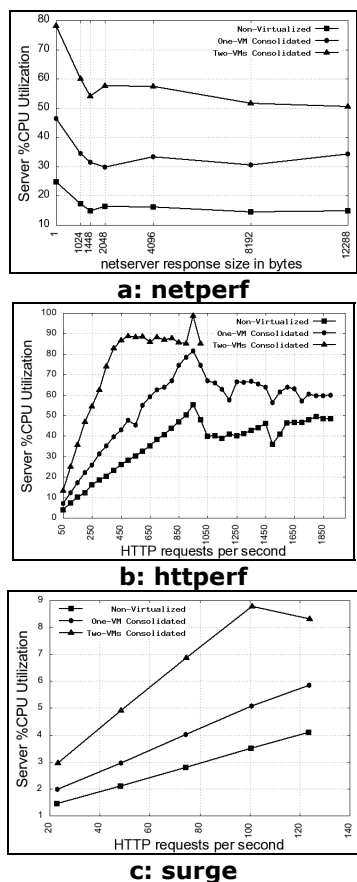 80
70
60
50
40
30
20
10
Server %CPU Utilization
Non-Virtualized
One-VM Consolidated
Two-VMs Consolidated
1
1024
1448
2048
4096
8192
12288
netserver response size in bytes
a: netperf
100
90
80
70
60
50
40
30
20
10
0
Server %CPU Utilization
Non-Virtualized
One-VM Consolidated
Two-VMs Consolidated
50
250
450
650
850
1050
1250
1450
1650
1850
HTTP requests per second
b: httperf
9
8
7
6
5
4
3
2
1
Server %CPU Utilization
Non-Virtualized
One-VM Consolidated
Two-VMs Consolidated
20
40
60
80
100
120
140
HTTP requests per second
c: surge